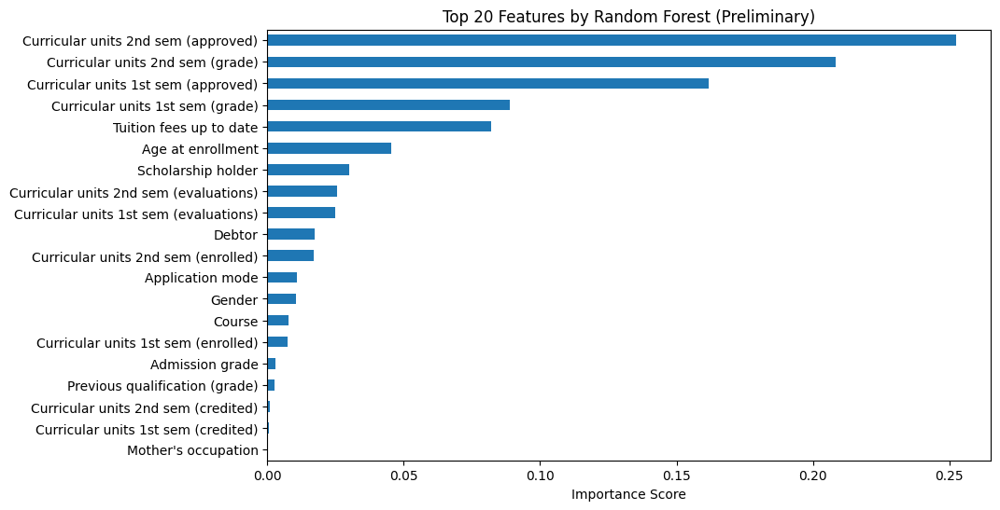 Top 20 Features by Random Forest (Preliminary)
Curricular units 2nd sem (approved)
Curricular units 2nd sem (grade)
Curricular units 1st sem (approved)
Curricular units 1st sem (grade)
Tuition fees up to date
Age at enrollment
Scholarship holder
Curricular units 2nd sem (evaluations)
Curricular units 1st sem (evaluations)
Debtor
Curricular units 2nd sem (enrolled)
Application mode
Gender
Course
Curricular units 1st sem (enrolled)
Admission grade
Previous qualification (grade)
Curricular units 2nd sem (credited)
Curricular units 1st sem (credited)
Mother's occupation
0.00 0.05 0.10 0.15 0.20 0.25
Importance Score